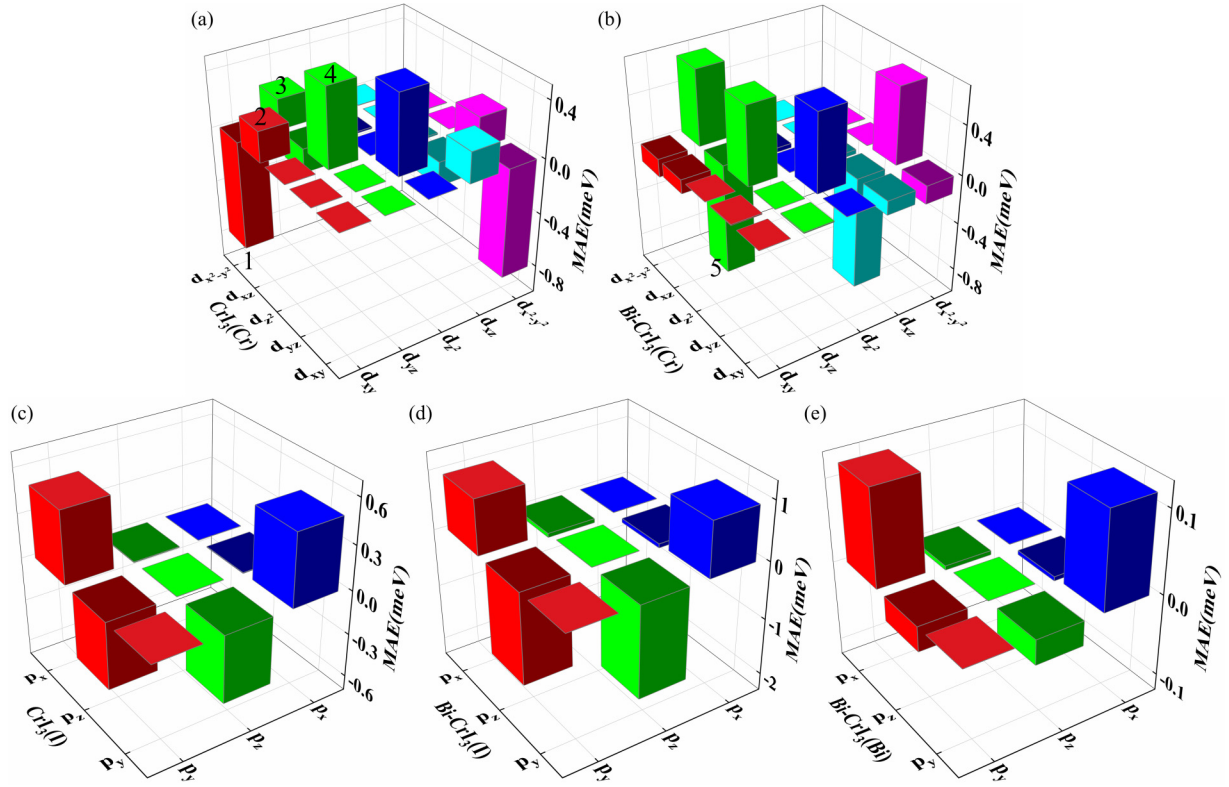 (a)
3
4
2
1
0.4
0.0
-0.4
-0.8
MAE(meV)
dx²-y²
dxz
dz²
dyz
dxy
CrI₃(Cr)
dxy
dyz
dz²
dxz
dx²-y²
(b)
5
0.4
0.0
-0.4
-0.8
MAE(meV)
dx²-y²
dxz
dz²
dyz
dxy
Bi-CrI₃(Cr)
dxy
dyz
dz²
dxz
dx²-y²
(c)
0.6
0.3
0.0
-0.3
-0.6
MAE(meV)
px
pz
py
CrI₃(I)
py
pz
px
(d)
1
0
-1
-2
MAE(meV)
px
pz
py
Bi-CrI₃(I)
py
pz
px
(e)
0.1
0.0
-0.1
MAE(meV)
px
pz
py
Bi-CrI₃(Bi)
py
pz
px